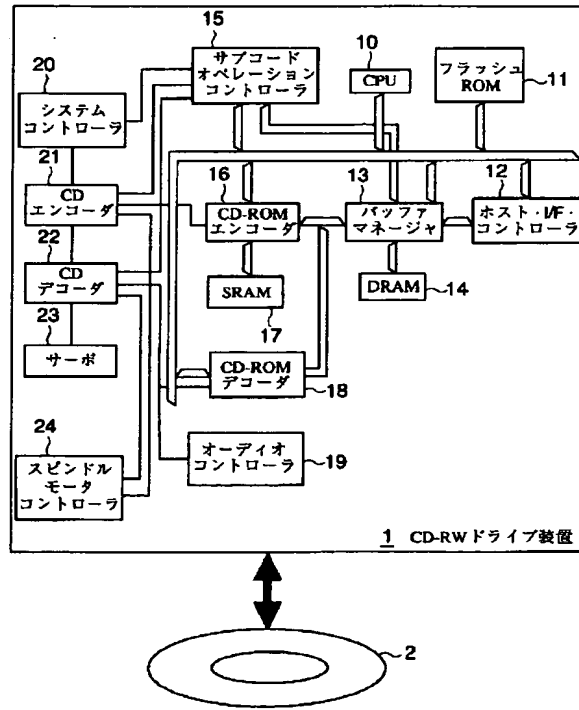 15
サブコード
オペレーション
コントローラ
10
CPU
フラッシュ
ROM
11
20
システム
コントローラ
21
CD
エンコーダ
16
CD-ROM
エンコーダ
13
バッファ
マネージャ
12
ホスト・I/F・
コントローラ
22
CD
デコーダ
SRAM
17
DRAM
14
23
サーボ
CD-ROM
デコーダ
18
24
スピンドル
モータ
コントローラ
オーディオ
コントローラ
19
1 CD-RWドライブ装置
2